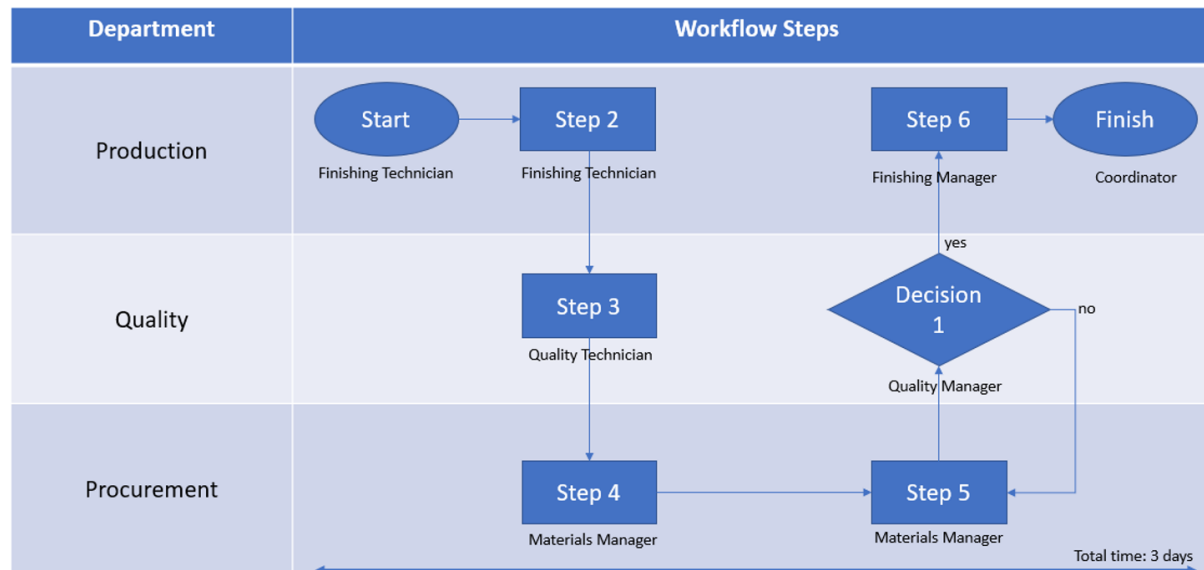 Department
Workflow Steps
Production
Start
Step 2
Step 6
Finish
Finishing Technician
Finishing Technician
Finishing Manager
Coordinator
yes
Quality
Step 3
Decision
1
no
Quality Technician
Quality Manager
Procurement
Step 4
Step 5
Materials Manager
Materials Manager
Total time: 3 days